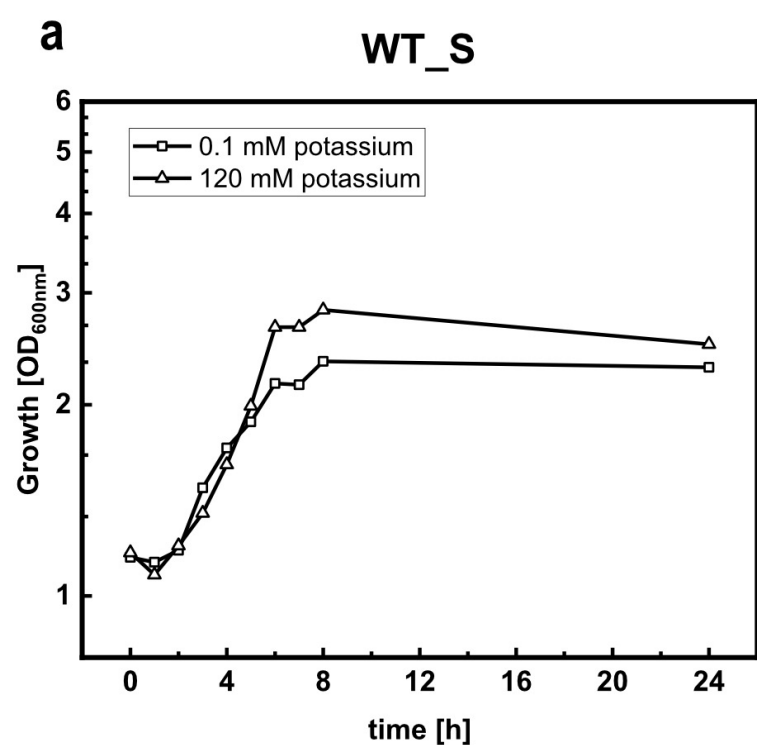 a
WT_S
6
5
4
3
2
1
0.1 mM potassium
120 mM potassium
Growth [OD600nm]
0 4 8 12 16 20 24
time [h]